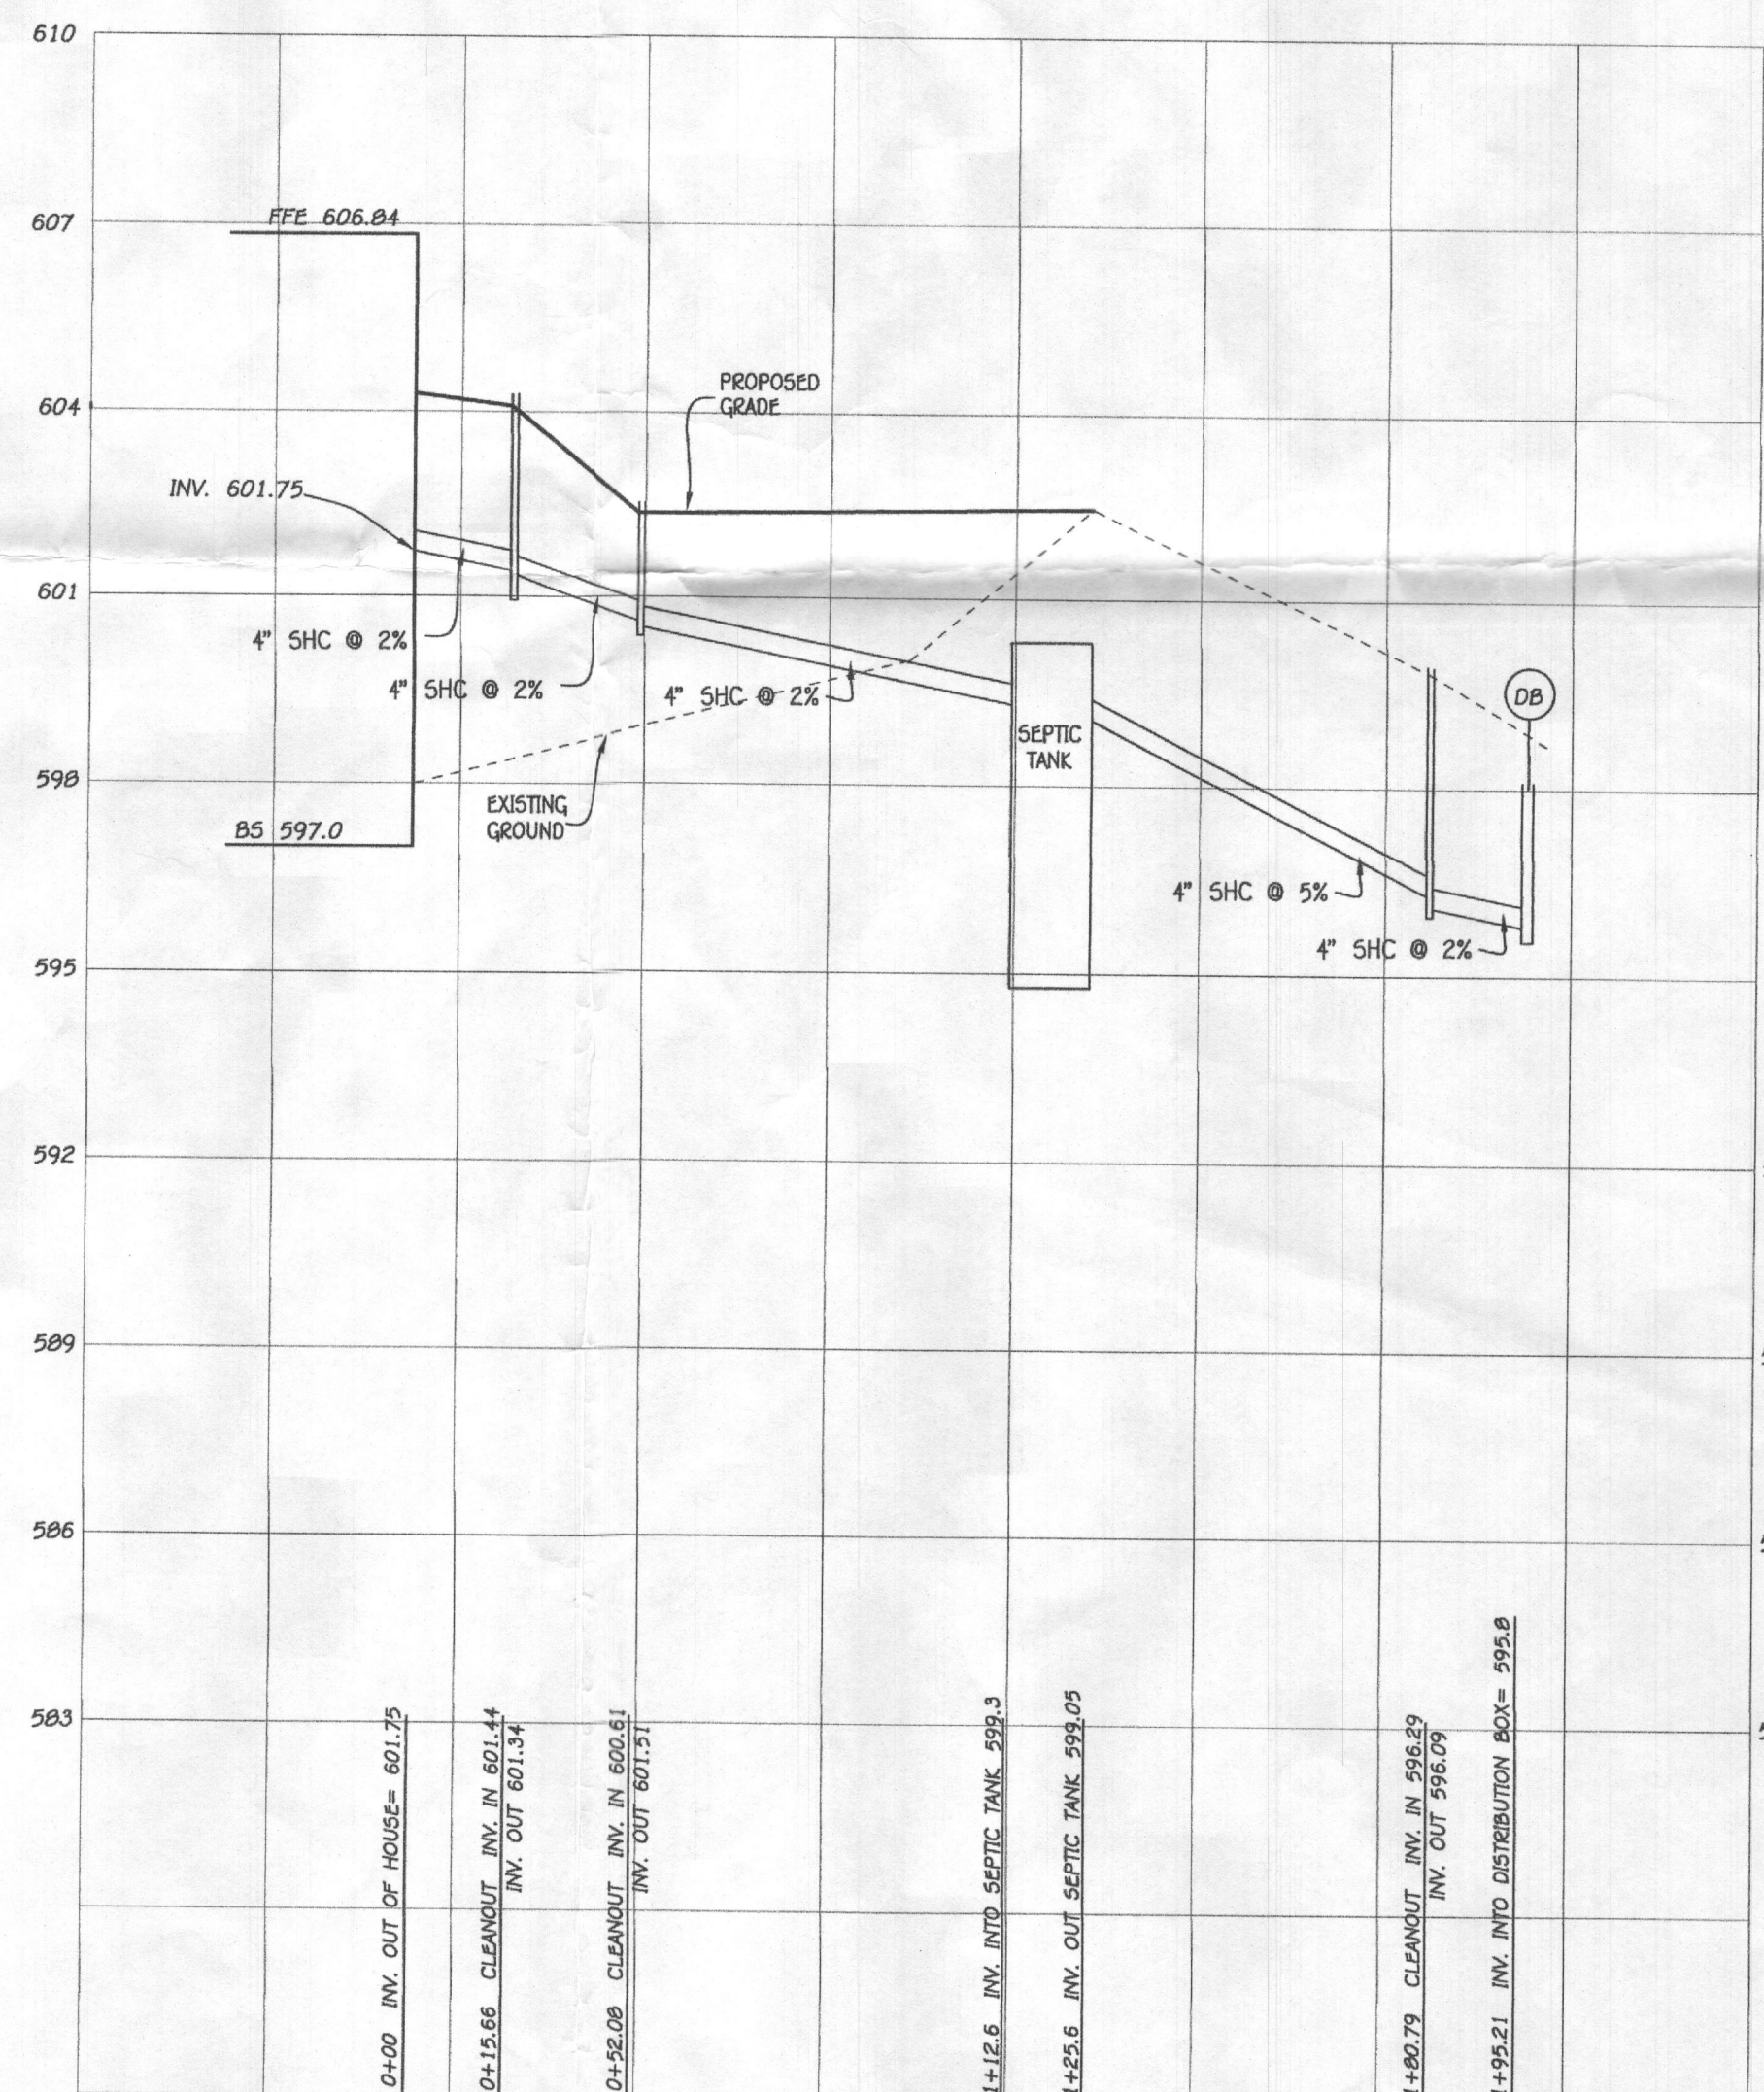 610
607
FFE 606.84
604
PROPOSED
GRADE
INV. 601.75
601
4" SHC @ 2%
4" SHC @ 2%
4" SHC @ 2%
SEPTIC
TANK
DB
598
EXISTING
GROUND
BS 597.0
4" SHC @ 5%
4" SHC @ 2%
595
592
589
586
583
0+00 INV. OUT OF HOUSE= 601.75
0+15.66 CLEANOUT INV. IN 601.44
INV. OUT 601.34
0+52.08 CLEANOUT INV. IN 600.61
INV. OUT 601.51
1+12.6 INV. INTO SEPTIC TANK 599.3
1+25.6 INV. OUT SEPTIC TANK 599.05
1+80.79 CLEANOUT INV. IN 596.29
INV. OUT 596.09
1+95.21 INV. INTO DISTRIBUTION BOX= 595.8